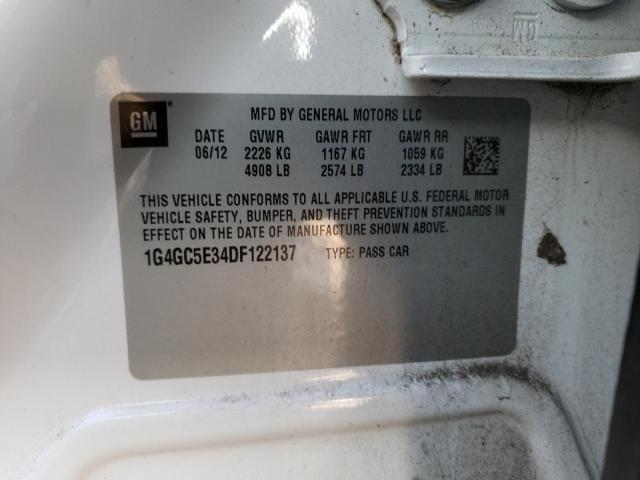 GM
MFD BY GENERAL MOTORS LLC
DATE GVWR GAWR FRT GAWR RR
06/12 2226 KG 1167 KG 1059 KG
4908 LB 2574 LB 2334 LB
THIS VEHICLE CONFORMS TO ALL APPLICABLE U.S. FEDERAL MOTOR
VEHICLE SAFETY, BUMPER, AND THEFT PREVENTION STANDARDS IN
EFFECT ON THE DATE OF MANUFACTURE SHOWN ABOVE.
1G4GC5E34DF122137 TYPE: PASS CAR